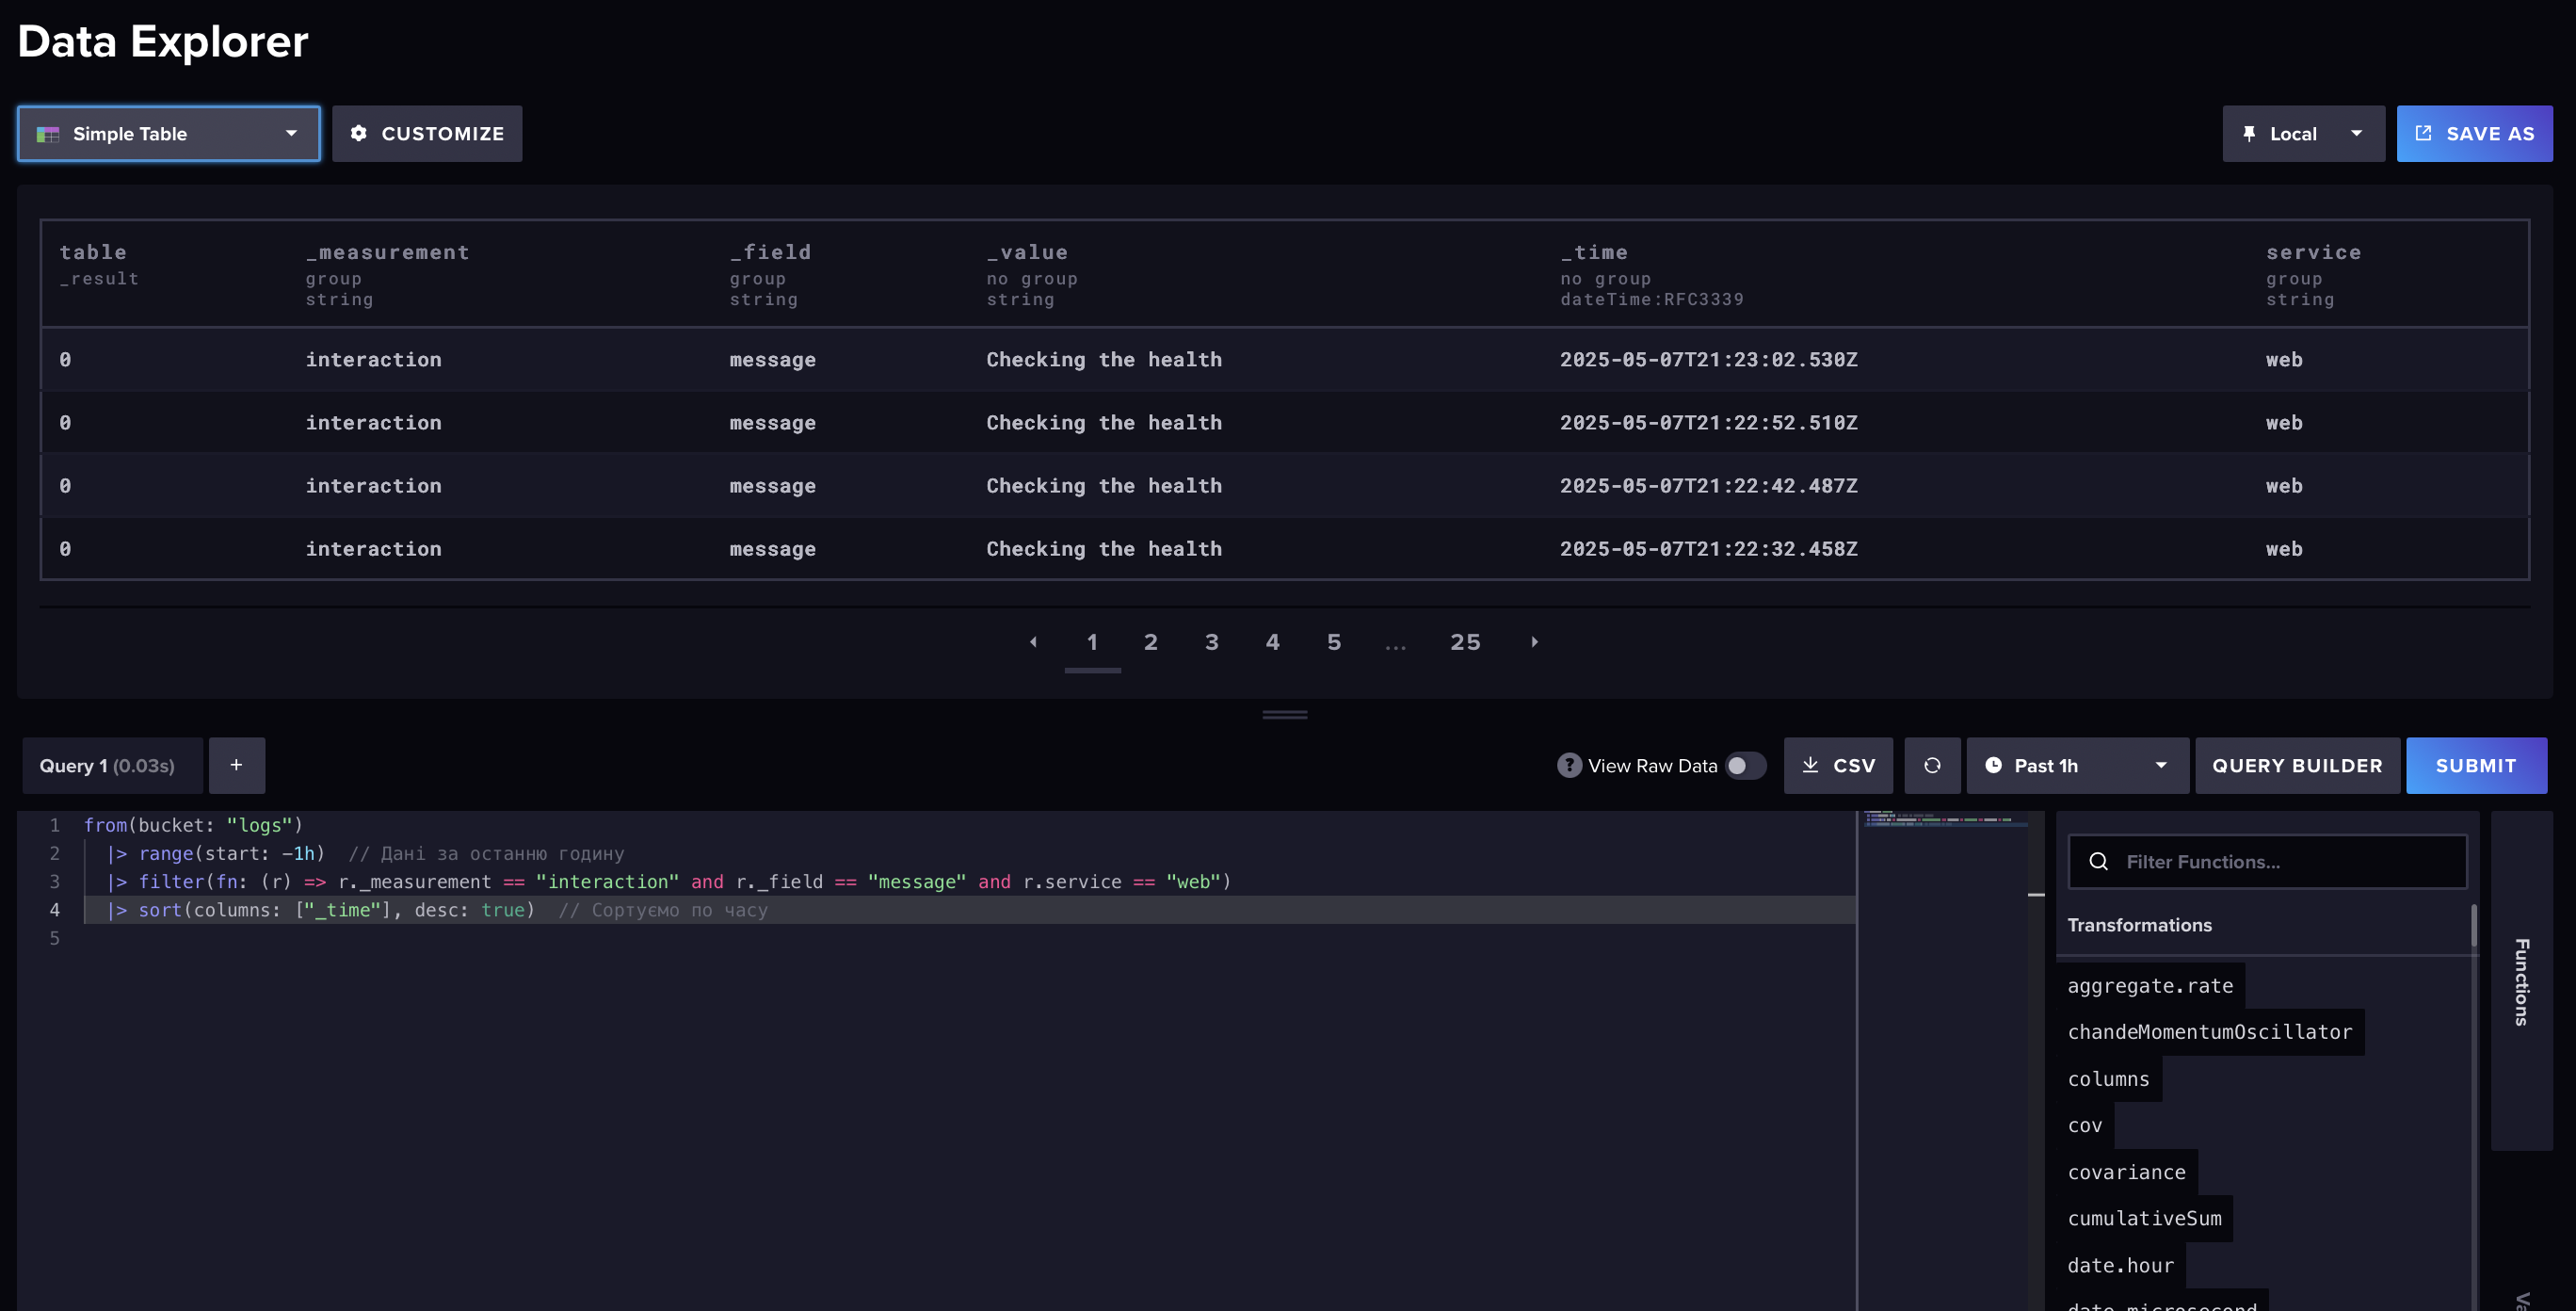 Data Explorer
Simple Table
CUSTOMIZE
Local
SAVE AS
table _measurement _field _value _time service
_result group group no group no group group
string string string dateTime:RFC3339 string
0 interaction message Checking the health 2025-05-07T21:23:02.530Z web
0 interaction message Checking the health 2025-05-07T21:22:52.510Z web
0 interaction message Checking the health 2025-05-07T21:22:42.487Z web
0 interaction message Checking the health 2025-05-07T21:22:32.458Z web
1 2 3 4 5 ... 25
Query 1 (0.03s)
+
? View Raw Data
CSV
Past 1h
QUERY BUILDER
SUBMIT
1 from(bucket: "logs")
2 |> range(start: -1h) // Дані за останню годину
3 |> filter(fn: (r) => r._measurement == "interaction" and r._field == "message" and r.service == "web")
4 |> sort(columns: ["_time"], desc: true) // Сортуємо по часу
5
Filter Functions...
Transformations
aggregate.rate
chandeMomentumOscillator
columns
cov
covariance
cumulativeSum
date.hour
date.microsecond
Functions